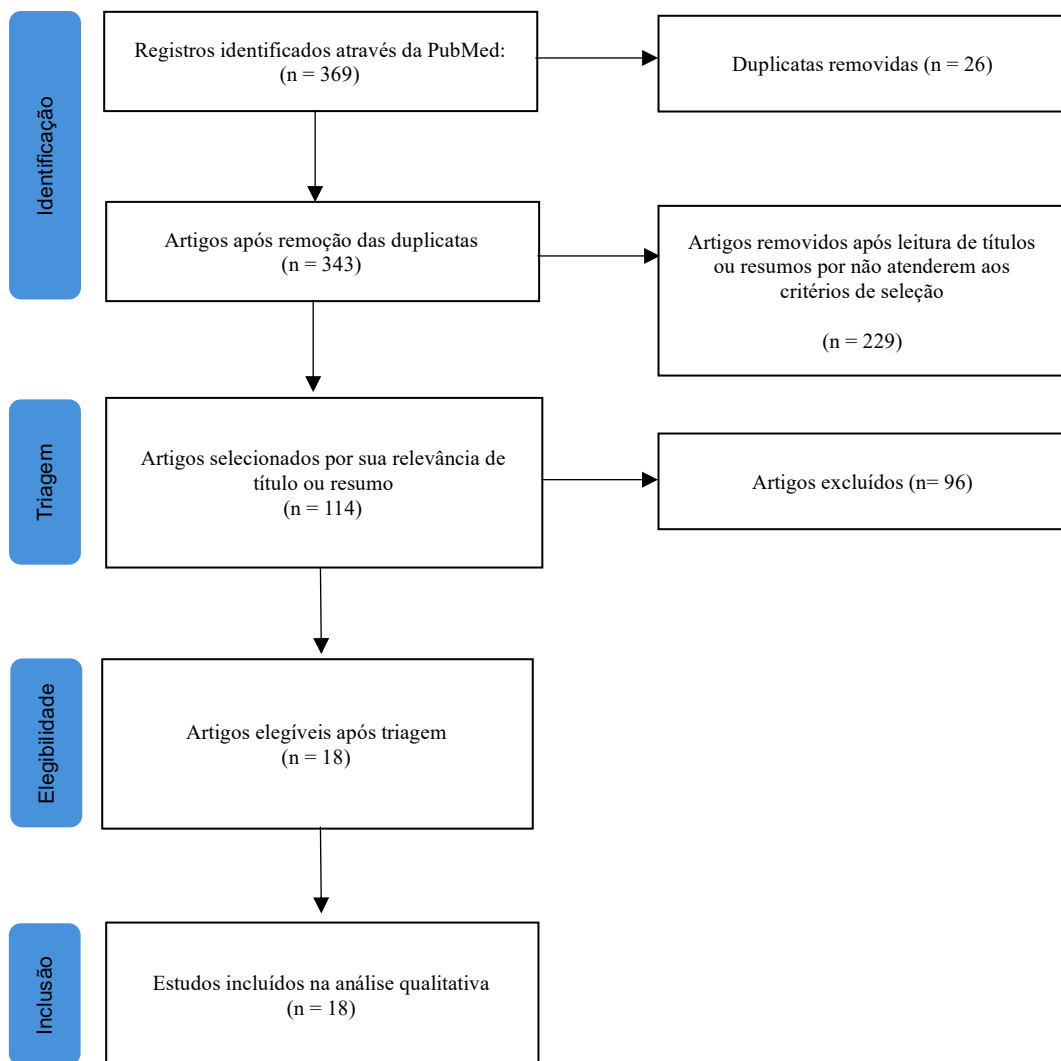 Identificação
Registros identificados através da PubMed:
(n = 369)
Duplicatas removidas (n = 26)
Artigos após remoção das duplicatas
(n = 343)
Artigos removidos após leitura de títulos
ou resumos por não atenderem aos
critérios de seleção
(n = 229)
Triagem
Artigos selecionados por sua relevância de
título ou resumo
(n = 114)
Artigos excluídos (n= 96)
Elegibilidade
Artigos elegíveis após triagem
(n = 18)
Inclusão
Estudos incluídos na análise qualitativa
(n = 18)